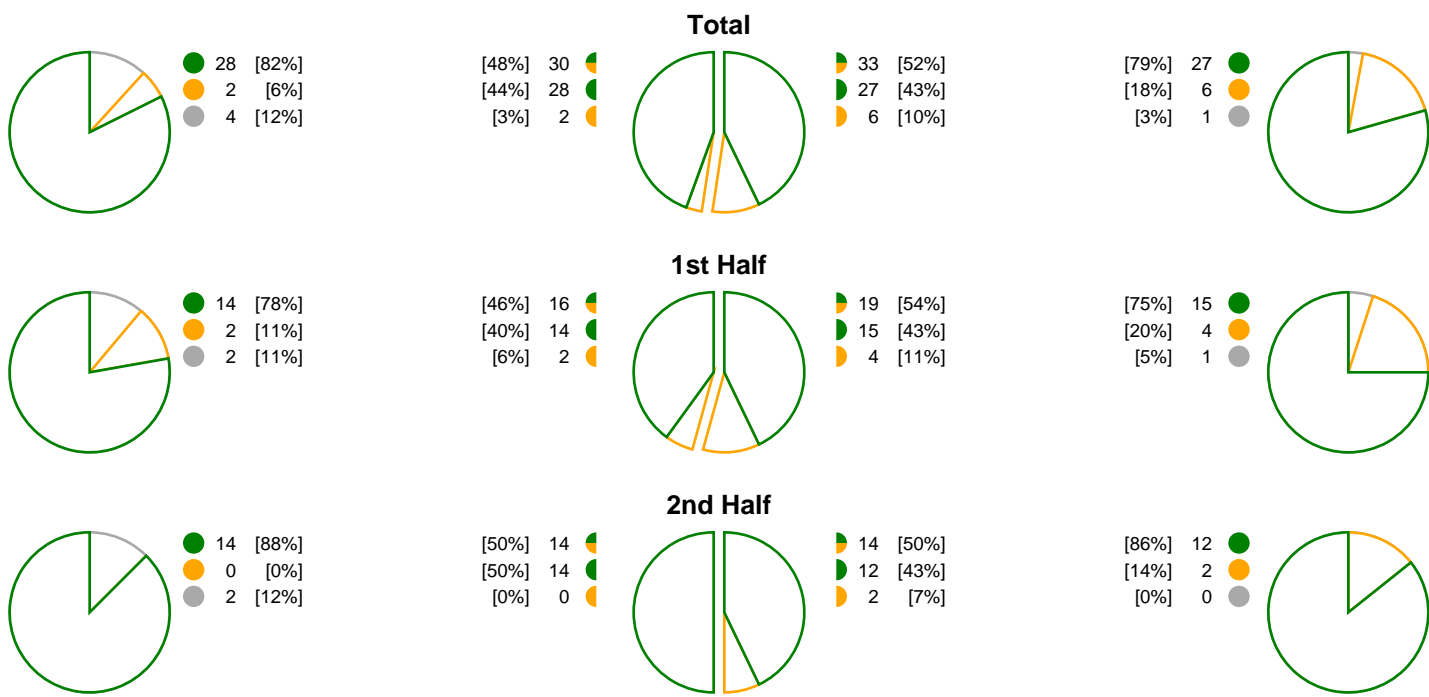 Total
28 [82%] [48%] 30 33 [52%] [79%] 27
2 [6%] [44%] 28 27 [43%] [18%] 6
4 [12%] [3%] 2 6 [10%] [3%] 1
1st Half
14 [78%] [46%] 16 19 [54%] [75%] 15
2 [11%] [40%] 14 15 [43%] [20%] 4
2 [11%] [6%] 2 4 [11%] [5%] 1
2nd Half
14 [88%] [50%] 14 14 [50%] [86%] 12
0 [0%] [50%] 14 12 [43%] [14%] 2
2 [12%] [0%] 0 2 [7%] [0%] 0